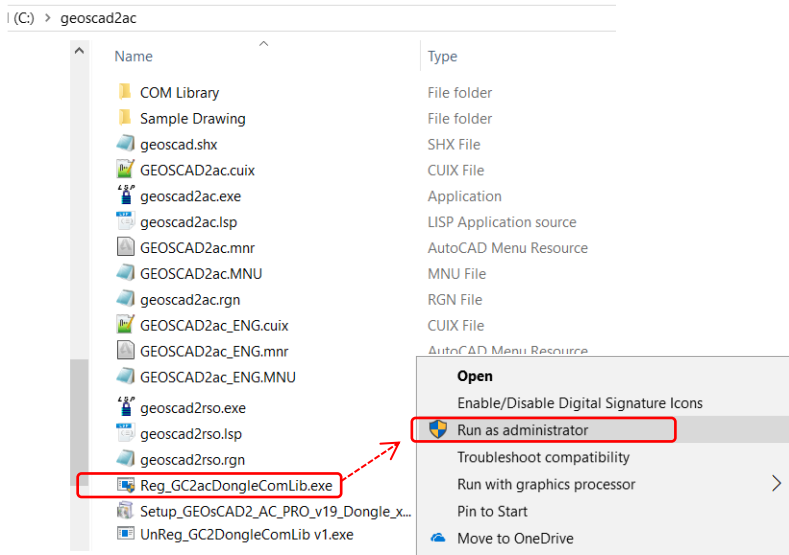 (C:) > geoscad2ac
Name Type
COM Library File folder
Sample Drawing File folder
geoscad.shx SHX File
GEOSCAD2ac.cuix CUIX File
geoscad2ac.exe Application
geoscad2ac.lsp LISP Application source
GEOSCAD2ac.mnr AutoCAD Menu Resource
GEOSCAD2ac.MNU MNU File
geoscad2ac.rgn RGN File
GEOSCAD2ac_ENG.cuix CUIX File
GEOSCAD2ac_ENG.mnr AutoCAD Menu Resource
GEOSCAD2ac_ENG.MNU
geoscad2rso.exe
geoscad2rso.lsp
geoscad2rso.rgn
Reg_GC2acDongleComLib.exe
Setup_GEOsCAD2_AC_PRO_v19_Dongle_x...
UnReg_GC2DongleComLib v1.exe
Open
Enable/Disable Digital Signature Icons
Run as administrator
Troubleshoot compatibility
Run with graphics processor
Pin to Start
Move to OneDrive